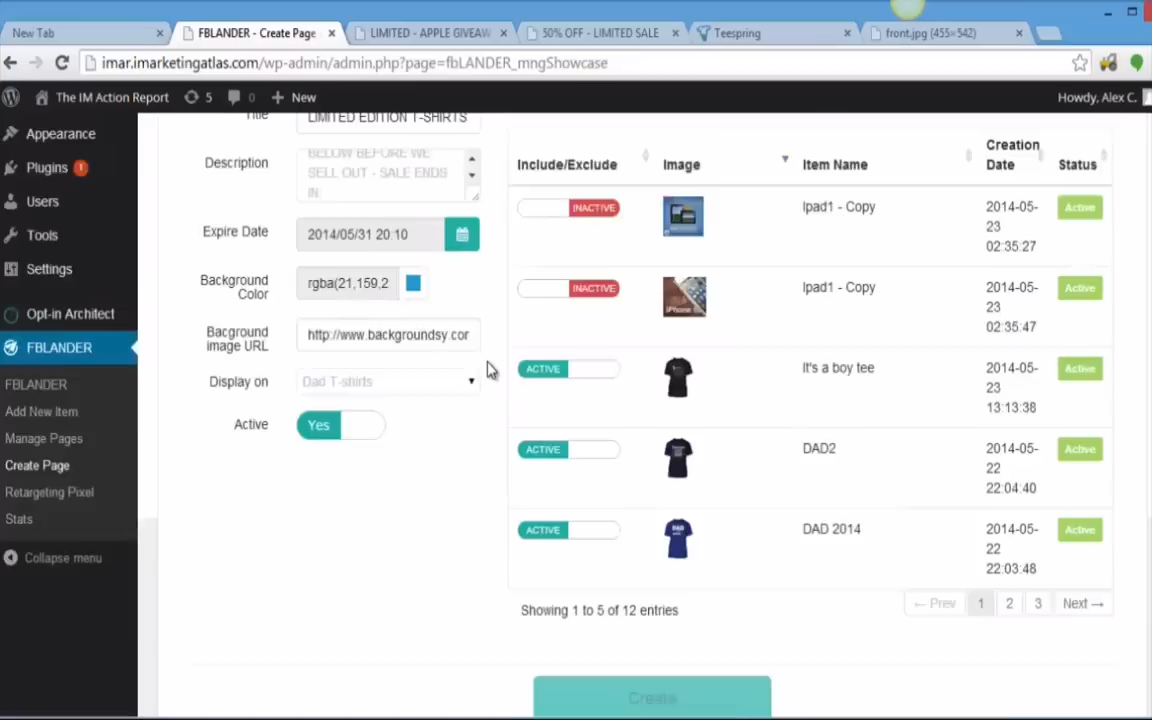 New Tab
FBLANDER - Create Page
LIMITED - APPLE GIVEAW
50% OFF - LIMITED SALE
Teespring
front.jpg (455×542)
imar.imarketingatlas.com/wp-admin/admin.php?page=fbLANDER_mngShowcase
The IM Action Report
5
0
New
Howdy, Alex C.
Appearance
Plugins 1
Users
Tools
Settings
Opt-in Architect
FBLANDER
FBLANDER
Add New Item
Manage Pages
Create Page
Retargeting Pixel
Stats
Collapse menu
Title
LIMITED EDITION T-SHIRTS
Description
BELOW BEFORE WE
SELL OUT - SALE ENDS
IN
Expire Date
2014/05/31 20:10
Background
Color
rgba(21,159,2
Bacground
image URL
http://www.backgroundsy.cor
Display on
Dad T-shirts
Active
Yes
Include/Exclude
Image
Item Name
Creation
Date
Status
INACTIVE
Ipad1 - Copy
2014-05-
23
02:35:27
Active
INACTIVE
Ipad1 - Copy
2014-05-
23
02:35:47
Active
ACTIVE
It's a boy tee
2014-05-
23
13:13:38
Active
ACTIVE
DAD2
2014-05-
22
22:04:40
Active
ACTIVE
DAD 2014
2014-05-
22
22:03:48
Active
Showing 1 to 5 of 12 entries
← Prev
1
2
3
Next →
Create